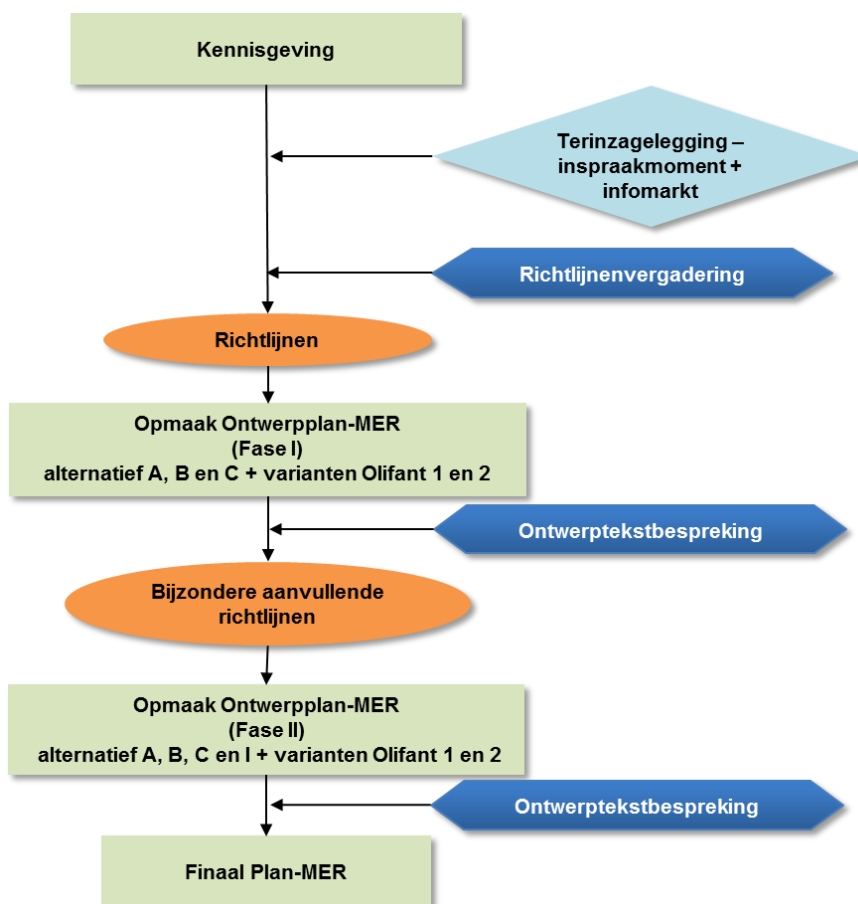 Kennisgeving
Terinzagelegging –
inspraakmoment +
infomarkt
Richtlijnenvergadering
Richtlijnen
Opmaak Ontwerpplan-MER
(Fase I)
alternatief A, B en C + varianten Olifant 1 en 2
Ontwerptekstbespreking
Bijzondere aanvullende
richtlijnen
Opmaak Ontwerpplan-MER
(Fase II)
alternatief A, B, C en I + varianten Olifant 1 en 2
Ontwerptekstbespreking
Finaal Plan-MER